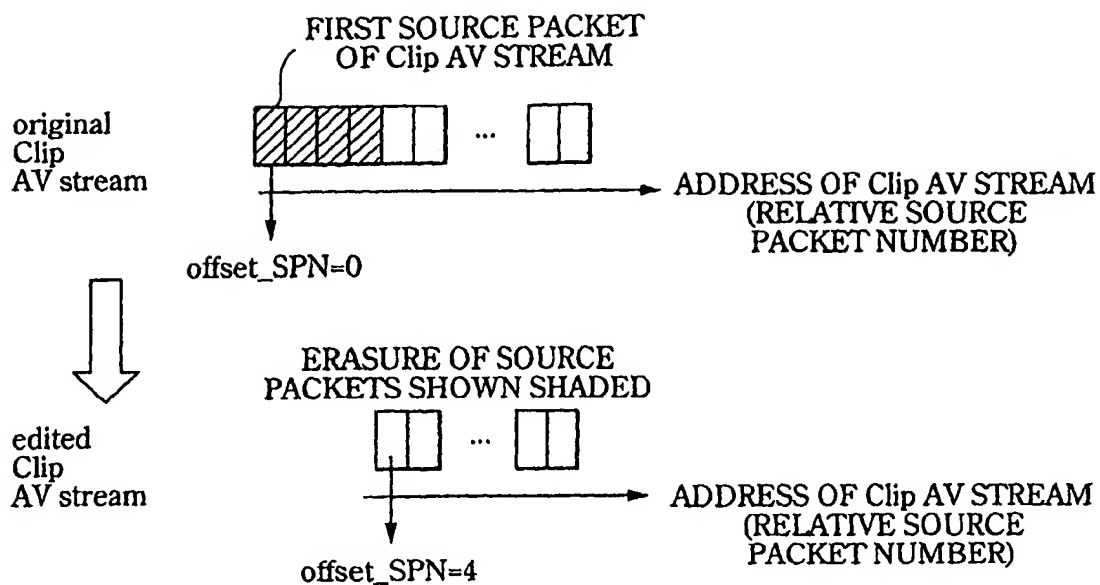 FIRST SOURCE PACKET
OF Clip AV STREAM
original
Clip
AV stream
...
ADDRESS OF Clip AV STREAM
(RELATIVE SOURCE
PACKET NUMBER)
offset_SPN=0
ERASURE OF SOURCE
PACKETS SHOWN SHADED
edited
Clip
AV stream
...
ADDRESS OF Clip AV STREAM
(RELATIVE SOURCE
PACKET NUMBER)
offset_SPN=4